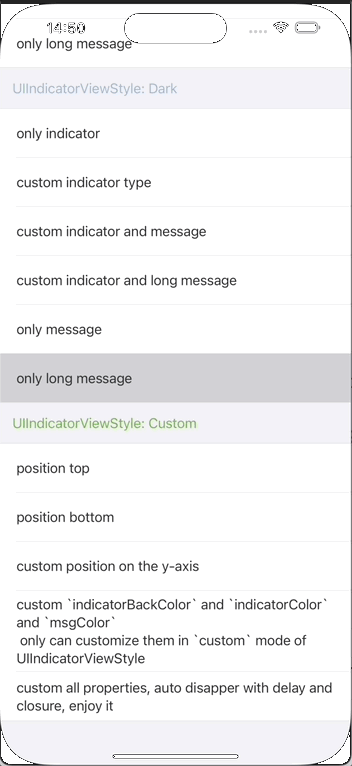 14:50
only long message
UIIndicatorViewStyle: Dark
only indicator
custom indicator type
custom indicator and message
custom indicator and long message
only message
only long message
UIIndicatorViewStyle: Custom
position top
position bottom
custom position on the y-axis
custom `indicatorBackColor` and `indicatorColor`
and `msgColor`
only can customize them in `custom` mode of
UIIndicatorViewStyle
custom all properties, auto disapper with delay and
closure, enjoy it